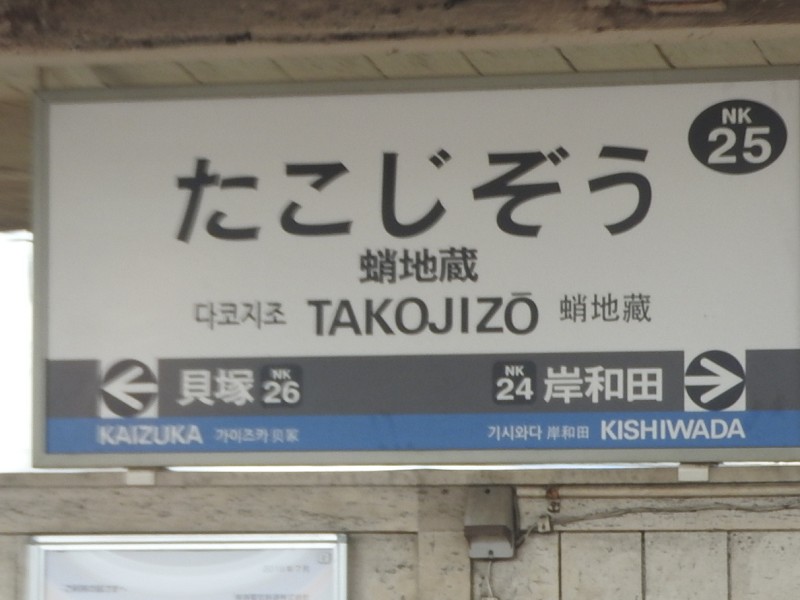 NK
25
たこじぞう
蛸地蔵
다코지조 TAKOJIZŌ 蛸地藏
貝塚 NK 26 NK 24 岸和田
KAIZUKA 가이즈카 贝冢 기시와다 岸和田 KISHIWADA